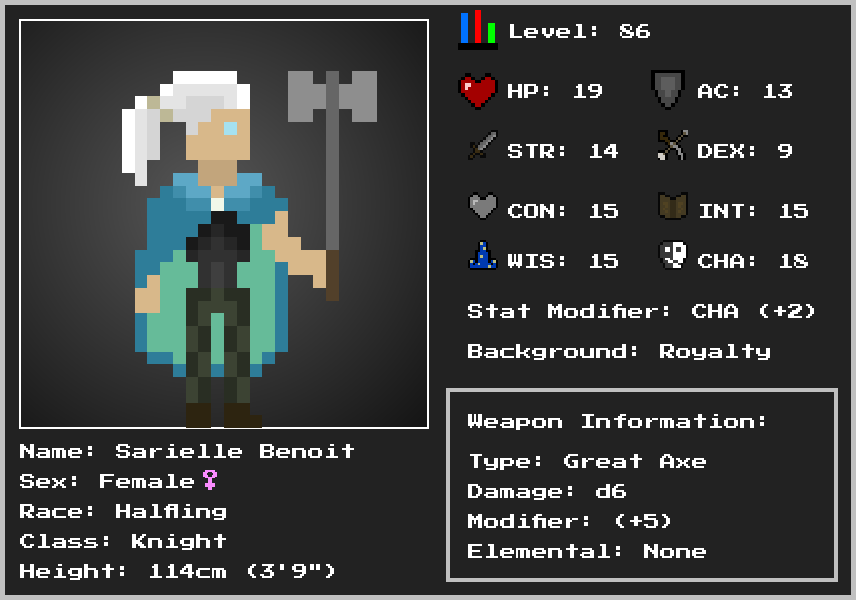 Level: 86
HP: 19
AC: 13
STR: 14
DEX: 9
CON: 15
INT: 15
WIS: 15
CHA: 18
Stat Modifier: CHA (+2)
Background: Royalty
Name: Sarielle Benoit
Sex: Female♀
Race: Halfling
Class: Knight
Height: 114cm (3'9")
Weapon Information:
Type: Great Axe
Damage: d6
Modifier: (+5)
Elemental: None